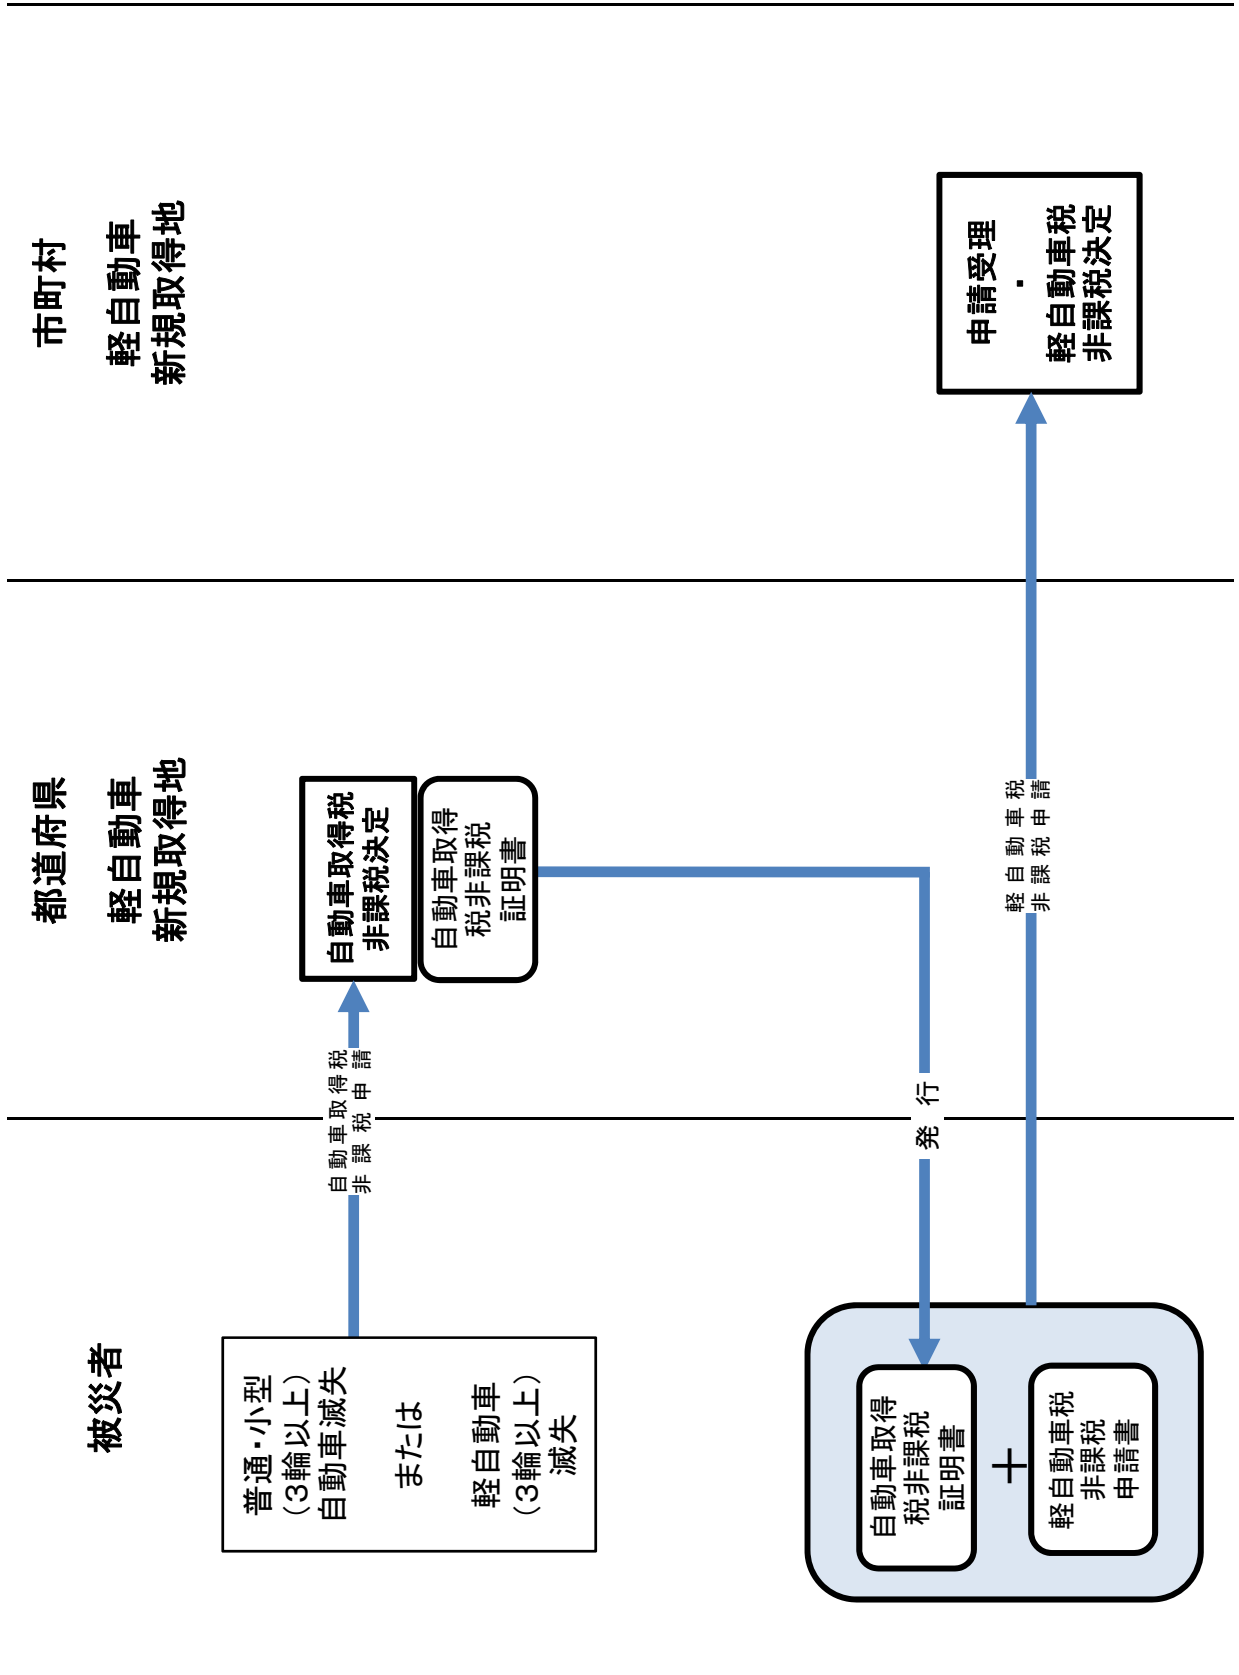 被災者
都道府県
軽自動車
新規取得地
市町村
軽自動車
新規取得地
普通・小型
（３輪以上）
自動車滅失
または
軽自動車
（３輪以上）
滅失
自動車取得税
非課税申請
自動車取得税
非課税決定
自動車取得
税非課税
証明書
発行
自動車取得
税非課税
証明書
＋
軽自動車税
非課税
申請書
軽自動車税
非課税申請
申請受理
・
軽自動車税
非課税決定